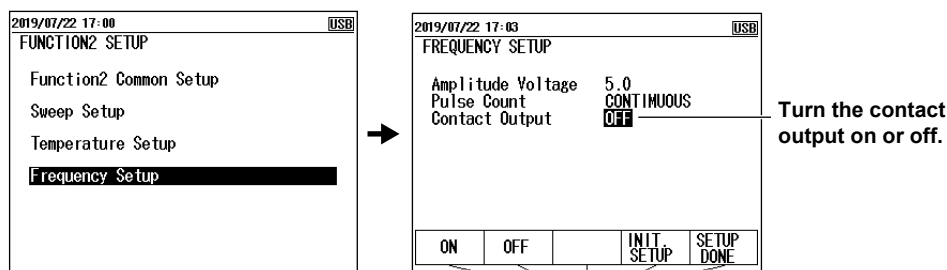 2019/07/22 17:00 USB
FUNCTION2 SETUP
Function2 Common Setup
Sweep Setup
Temperature Setup
Frequency Setup
2019/07/22 17:03 USB
FREQUENCY SETUP
Amplitude Voltage 5.0
Pulse Count CONTINUOUS
Contact Output OFF
ON OFF INIT. SETUP SETUP DONE
Turn the contact
output on or off.